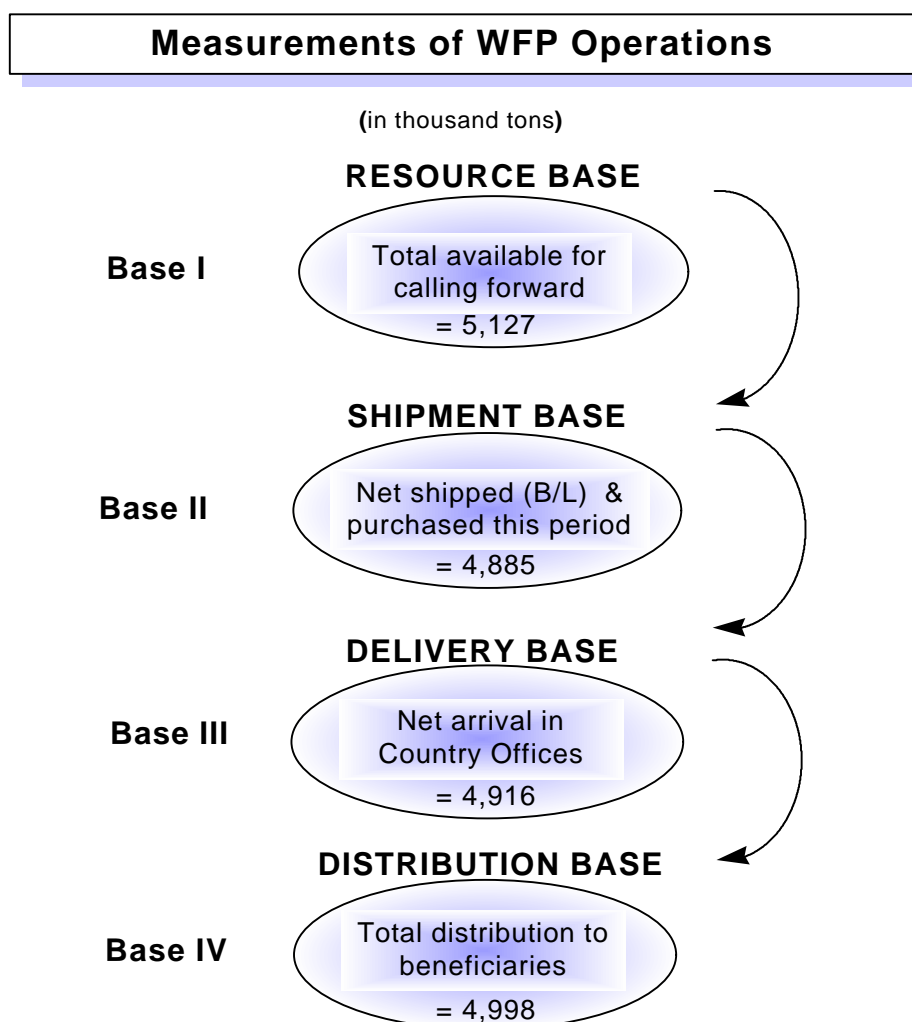 Measurements of WFP Operations
(in thousand tons)
RESOURCE BASE
Base I
Total available for
calling forward
= 5,127
SHIPMENT BASE
Base II
Net shipped (B/L) &
purchased this period
= 4,885
DELIVERY BASE
Base III
Net arrival in
Country Offices
= 4,916
DISTRIBUTION BASE
Base IV
Total distribution to
beneficiaries
= 4,998